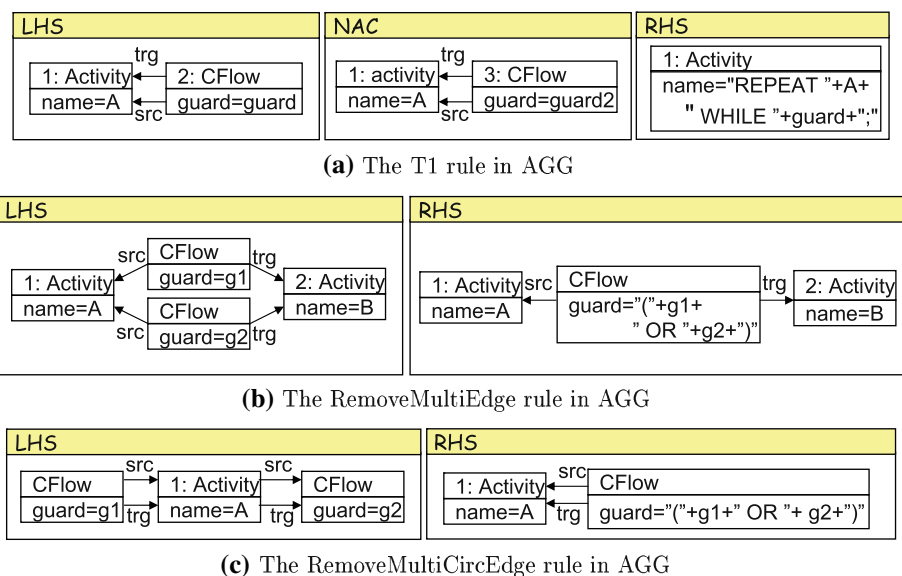 LHS
NAC
RHS
trg
trg
1: Activity
2: CFlow
1: activity
3: CFlow
1: Activity
name=A
guard=guard
name=A
guard=guard2
name="REPEAT "+A+
" WHILE "+guard+";"
src
src
(a) The T1 rule in AGG
LHS
RHS
src
CFlow
trg
1: Activity
guard=g1
2: Activity
name=A
CFlow
name=B
src
guard=g2
trg
1: Activity
src
CFlow
trg
2: Activity
name=A
guard="("+g1+
" OR "+g2+")"
name=B
(b) The RemoveMultiEdge rule in AGG
LHS
RHS
src
src
CFlow
1: Activity
CFlow
guard=g1
name=A
guard=g2
trg
trg
src
1: Activity
CFlow
name=A
trg
guard="("+g1+" OR "+ g2+")"
(c) The RemoveMultiCircEdge rule in AGG